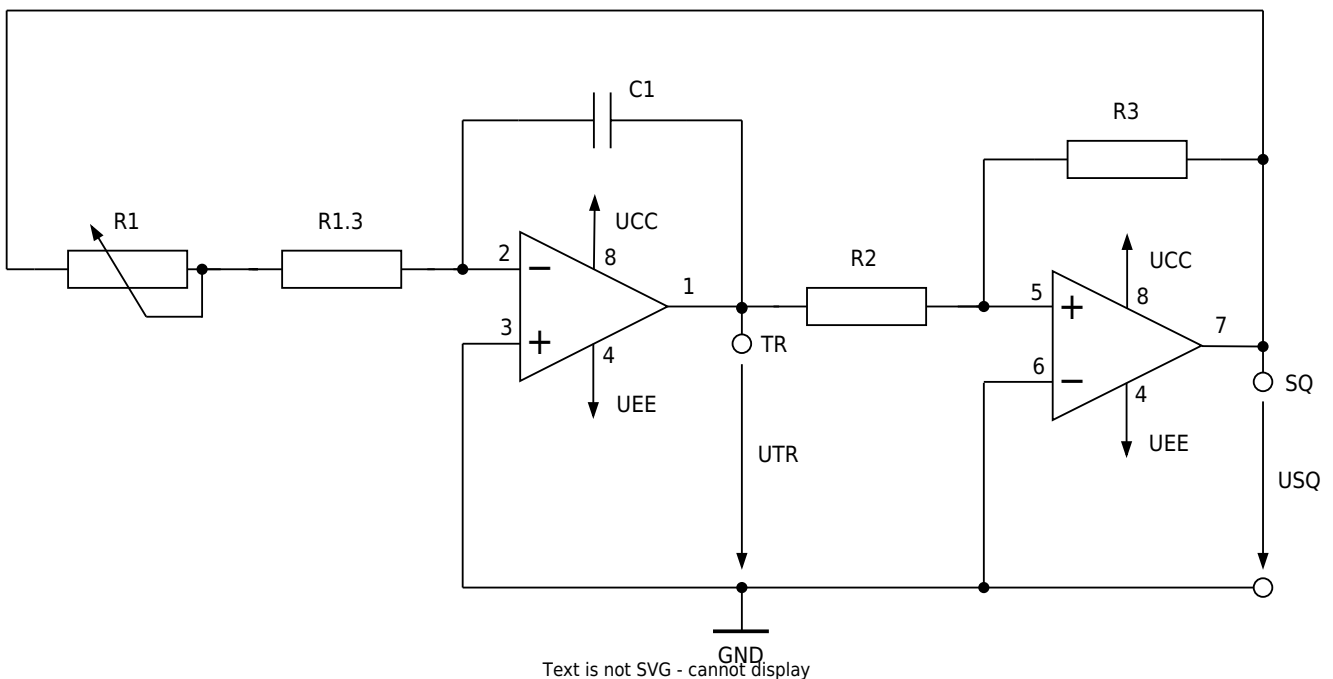 C1
R3
R1
R1.3
UCC
2
8
−
1
R2
UCC
5
8
+
3
+
4
TR
7
6
−
4
SQ
UEE
UEE
UTR
USQ
GND
Text is not SVG - cannot display